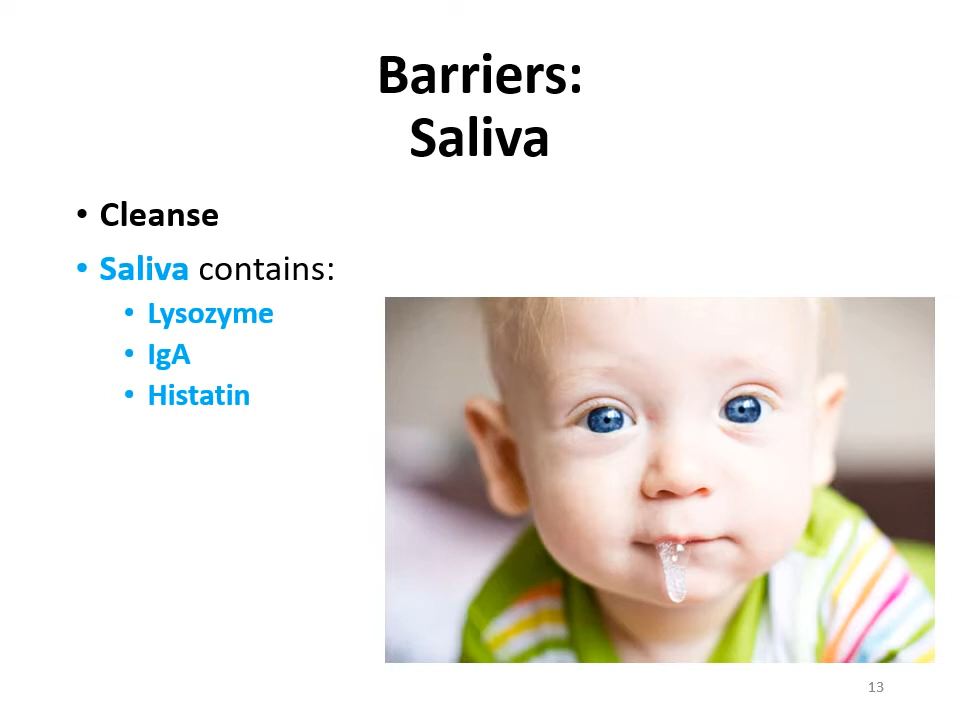 Barriers:
Saliva
• Cleanse
• Saliva contains:
• Lysozyme
• IgA
• Histatin
13